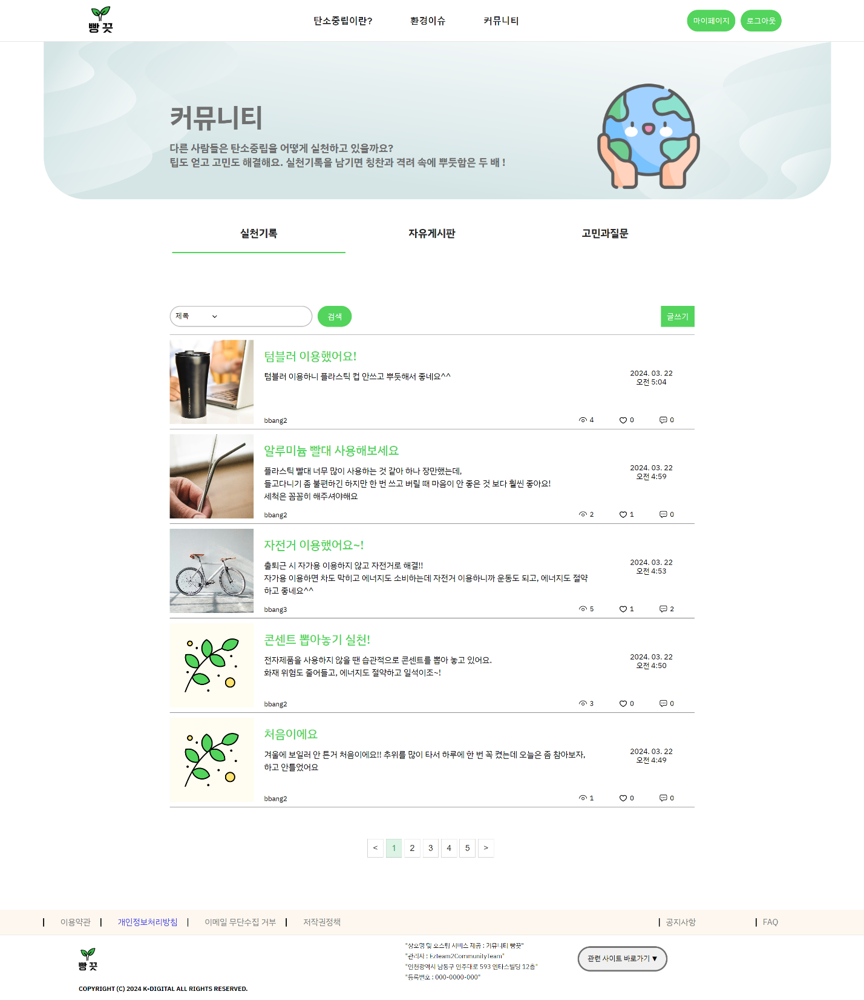 빵끗
탄소중립이란?
환경이슈
커뮤니티
마이페이지
로그아웃
커뮤니티
다른 사람들은 탄소중립을 어떻게 실천하고 있을까요?
팁도 얻고 고민도 해결해요. 실천기록을 남기면 칭찬과 격려 속에 뿌듯함은 두 배 !
실천기록
자유게시판
고민과질문
제목
검색
글쓰기
텀블러 이용했어요!
텀블러 이용하니 플라스틱 컵 안쓰고 뿌듯해서 좋네요^^
2024. 03. 22
오전 5:04
bbang2
4
0
0
알루미늄 빨대 사용해보세요
플라스틱 빨대 너무 많이 사용하는 것 같아 하나 장만했는데,
들고다니기 좀 불편하긴 하지만 한 번 쓰고 버릴 때 마음이 안 좋은 것 보다 훨씬 좋아요!
세척은 꼼꼼히 해주셔야해요
2024. 03. 22
오전 4:59
bbang2
2
1
0
자전거 이용했어요~!
출퇴근 시 자가용 이용하지 않고 자전거로 해결!!
자가용 이용하면 차도 막히고 에너지도 소비하는데 자전거 이용하니까 운동도 되고, 에너지도 절약
하고 좋네요^^
2024. 03. 22
오전 4:53
bbang3
5
1
2
콘센트 뽑아놓기 실천!
전자제품을 사용하지 않을 땐 습관적으로 콘센트를 뽑아 놓고 있어요.
화재 위험도 줄어들고, 에너지도 절약하고 일석이조~!
2024. 03. 22
오전 4:50
bbang2
3
0
0
처음이에요
겨울에 보일러 안 튼거 처음이에요!! 추위를 많이 타서 하루에 한 번 꼭 켰는데 오늘은 좀 참아보자,
하고 안틀었어요
2024. 03. 22
오전 4:49
bbang2
1
0
0
< 1 2 3 4 5 >
이용약관
개인정보처리방침
이메일 무단수집 거부
저작권정책
공지사항
FAQ
빵끗
"상호명 및 호스팅 서비스 제공 : 커뮤니티 빵끗"
"관리자 : Ezteam2CommunityTeam"
"인천광역시 남동구 인주대로 593 엔타스빌딩 12층"
"등록번호 : 000-0000-000"
관련 사이트 바로가기 ▼
COPYRIGHT (C) 2024 K-DIGITAL ALL RIGHTS RESERVED.